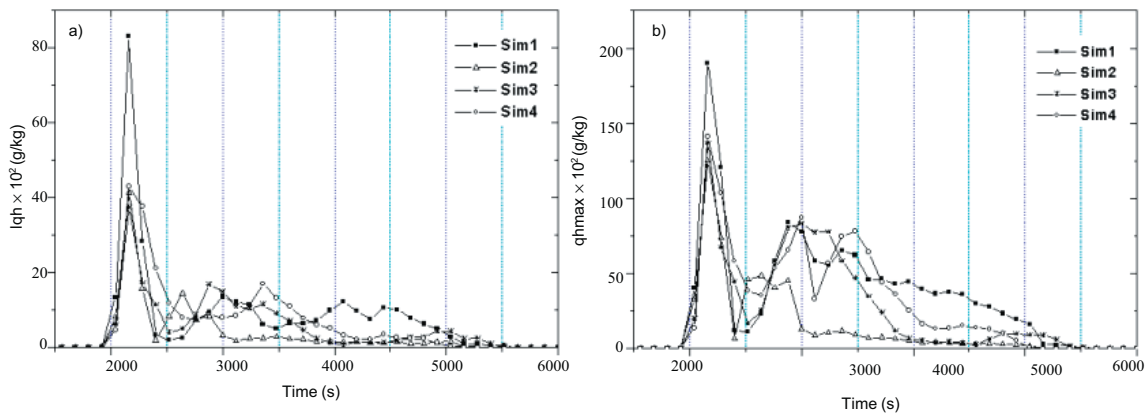 a)
Sim1
Sim2
Sim3
Sim4
80
60
40
20
0
Iqh × 10² (g/kg)
2000 3000 4000 5000 6000
Time (s)
b)
Sim1
Sim2
Sim3
Sim4
200
150
100
50
0
qhmax × 10² (g/kg)
2000 3000 4000 5000 6000
Time (s)